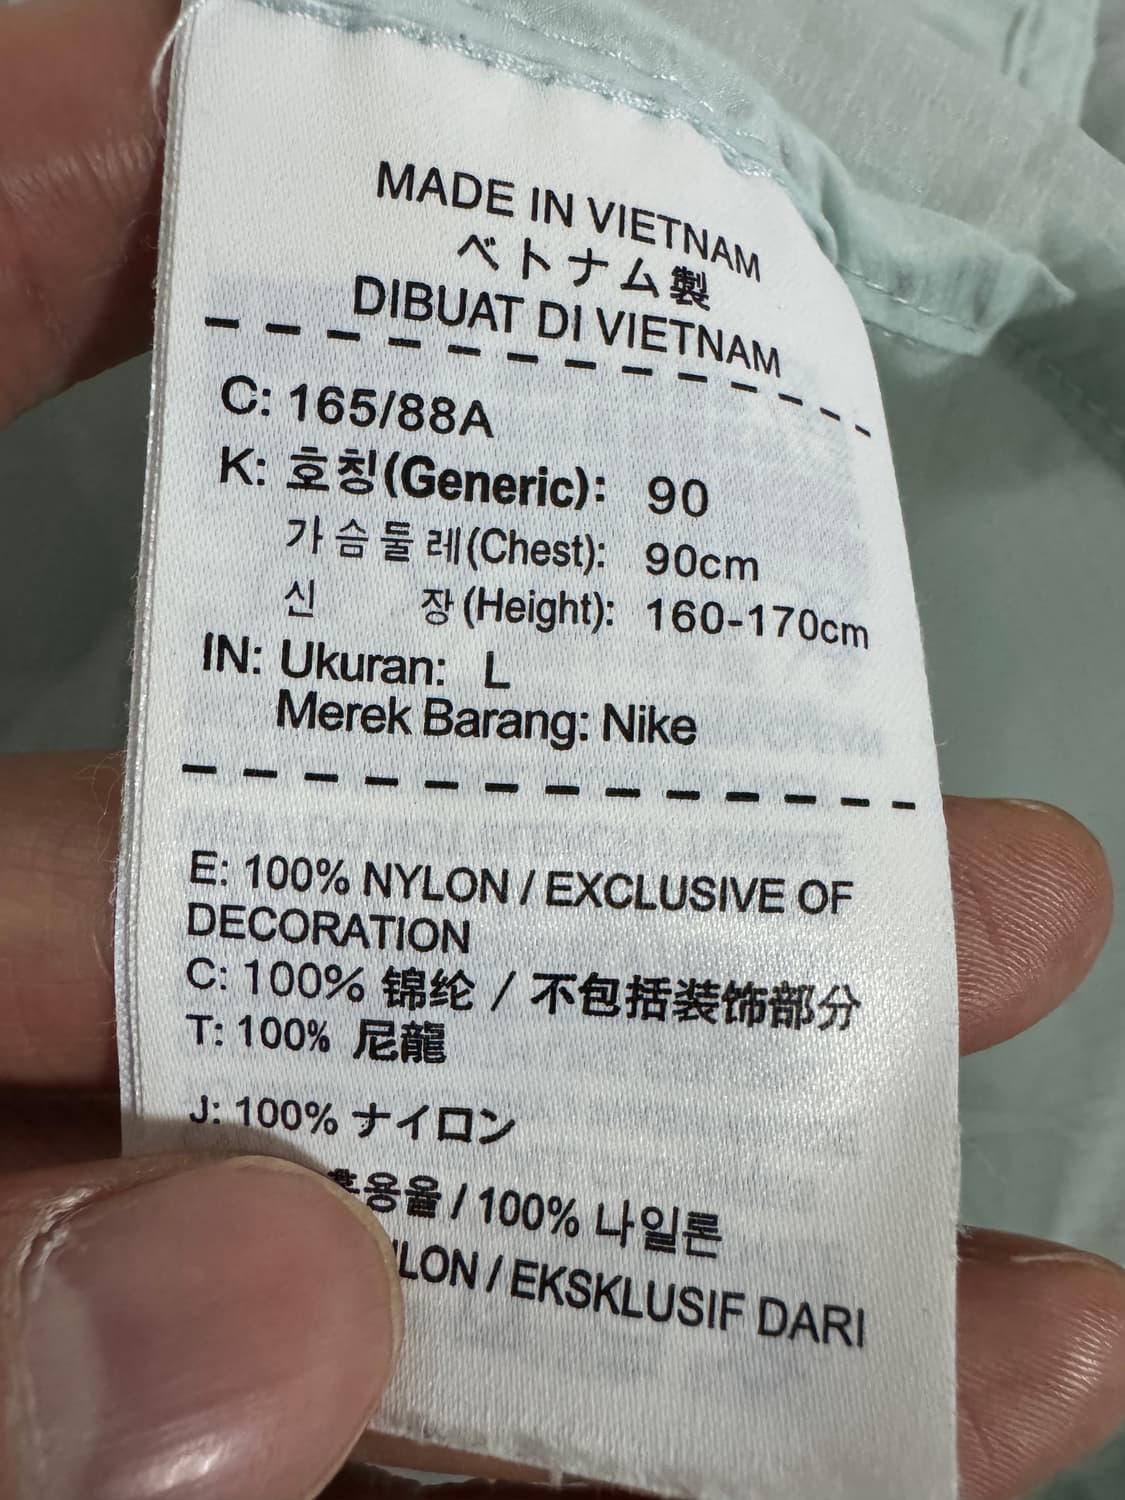 MADE IN VIETNAM
ベトナム製
DIBUAT DI VIETNAM
C: 165/88A
K: 호칭(Generic): 90
가슴둘레(Chest): 90cm
신 장(Height): 160-170cm
IN: Ukuran: L
Merek Barang: Nike
E: 100% NYLON / EXCLUSIVE OF
DECORATION
C: 100% 锦纶 / 不包括装饰部分
T: 100% 尼龍
J: 100% ナイロン
혼용율 / 100% 나일론
LON / EKSKLUSIF DARI